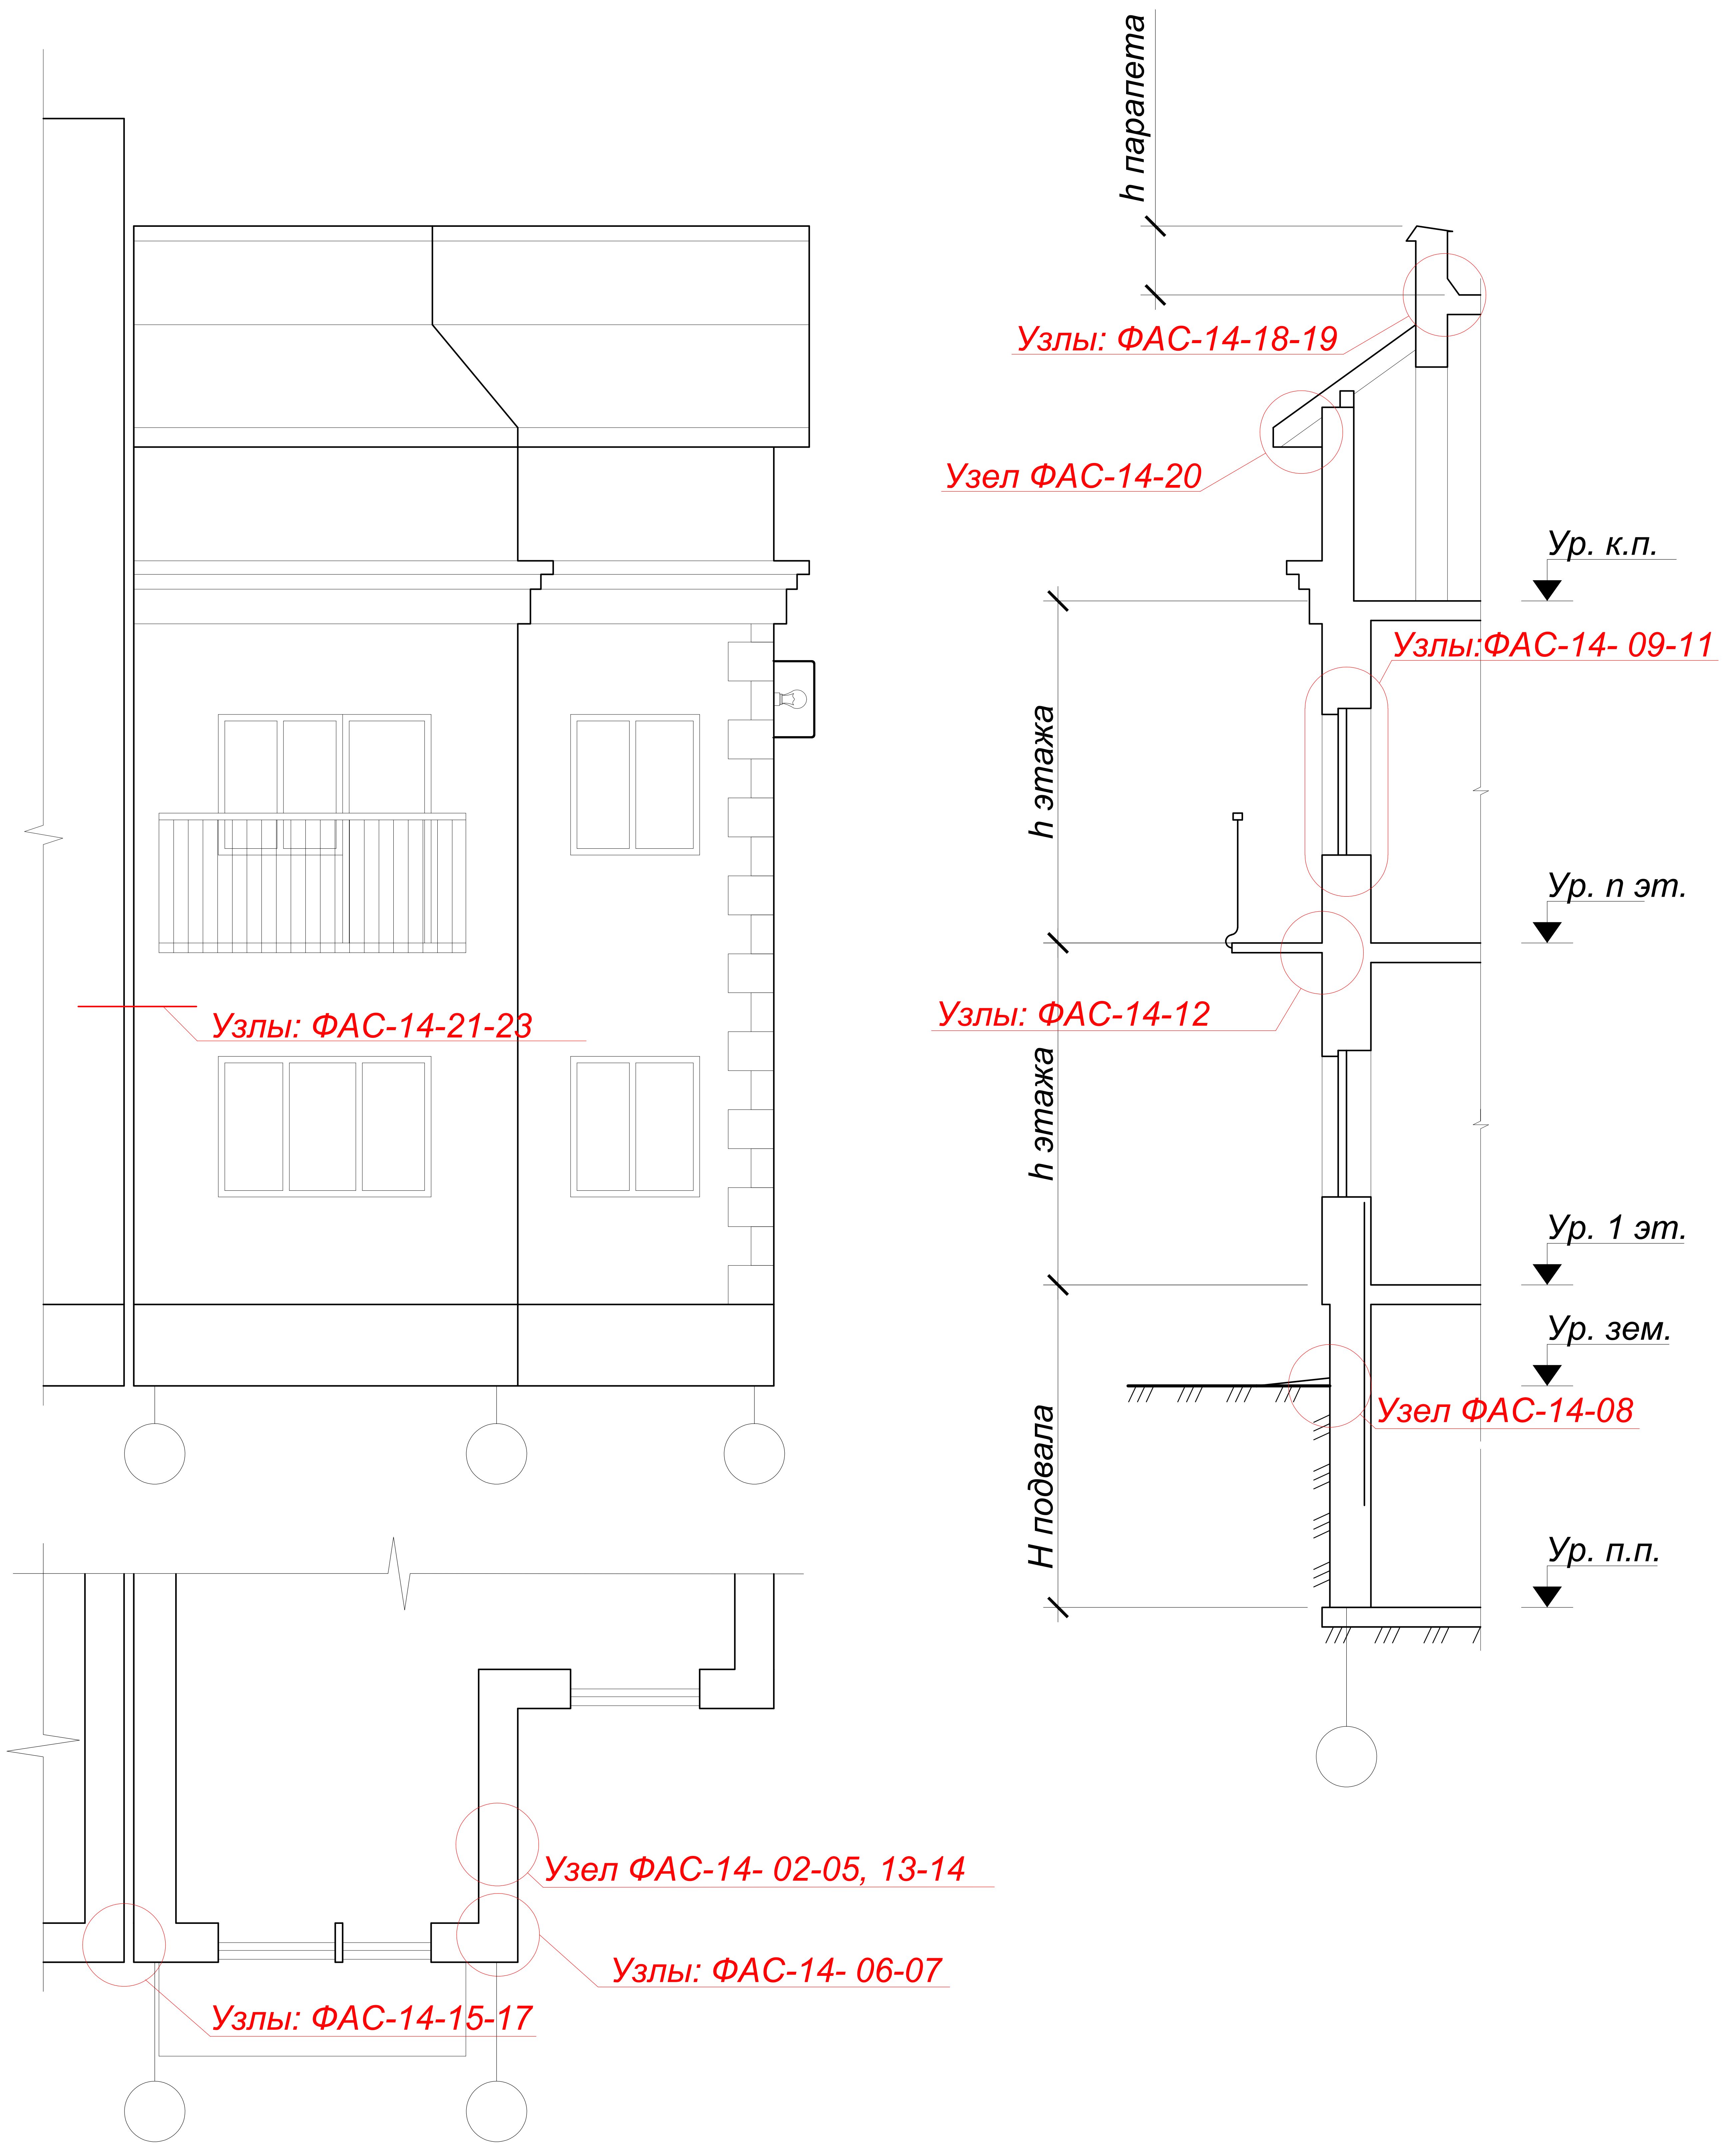 h парапета
Узлы: ФАС-14-18-19
Узел ФАС-14-20
Ур. к.п.
Узлы:ФАС-14- 09-11
h этажа
Ур. n эт.
Узлы: ФАС-14-12
Узлы: ФАС-14-21-23
h этажа
Ур. 1 эт.
Ур. зем.
Узел ФАС-14-08
H подвала
Ур. п.п.
Узел ФАС-14- 02-05, 13-14
Узлы: ФАС-14- 06-07
Узлы: ФАС-14-15-17